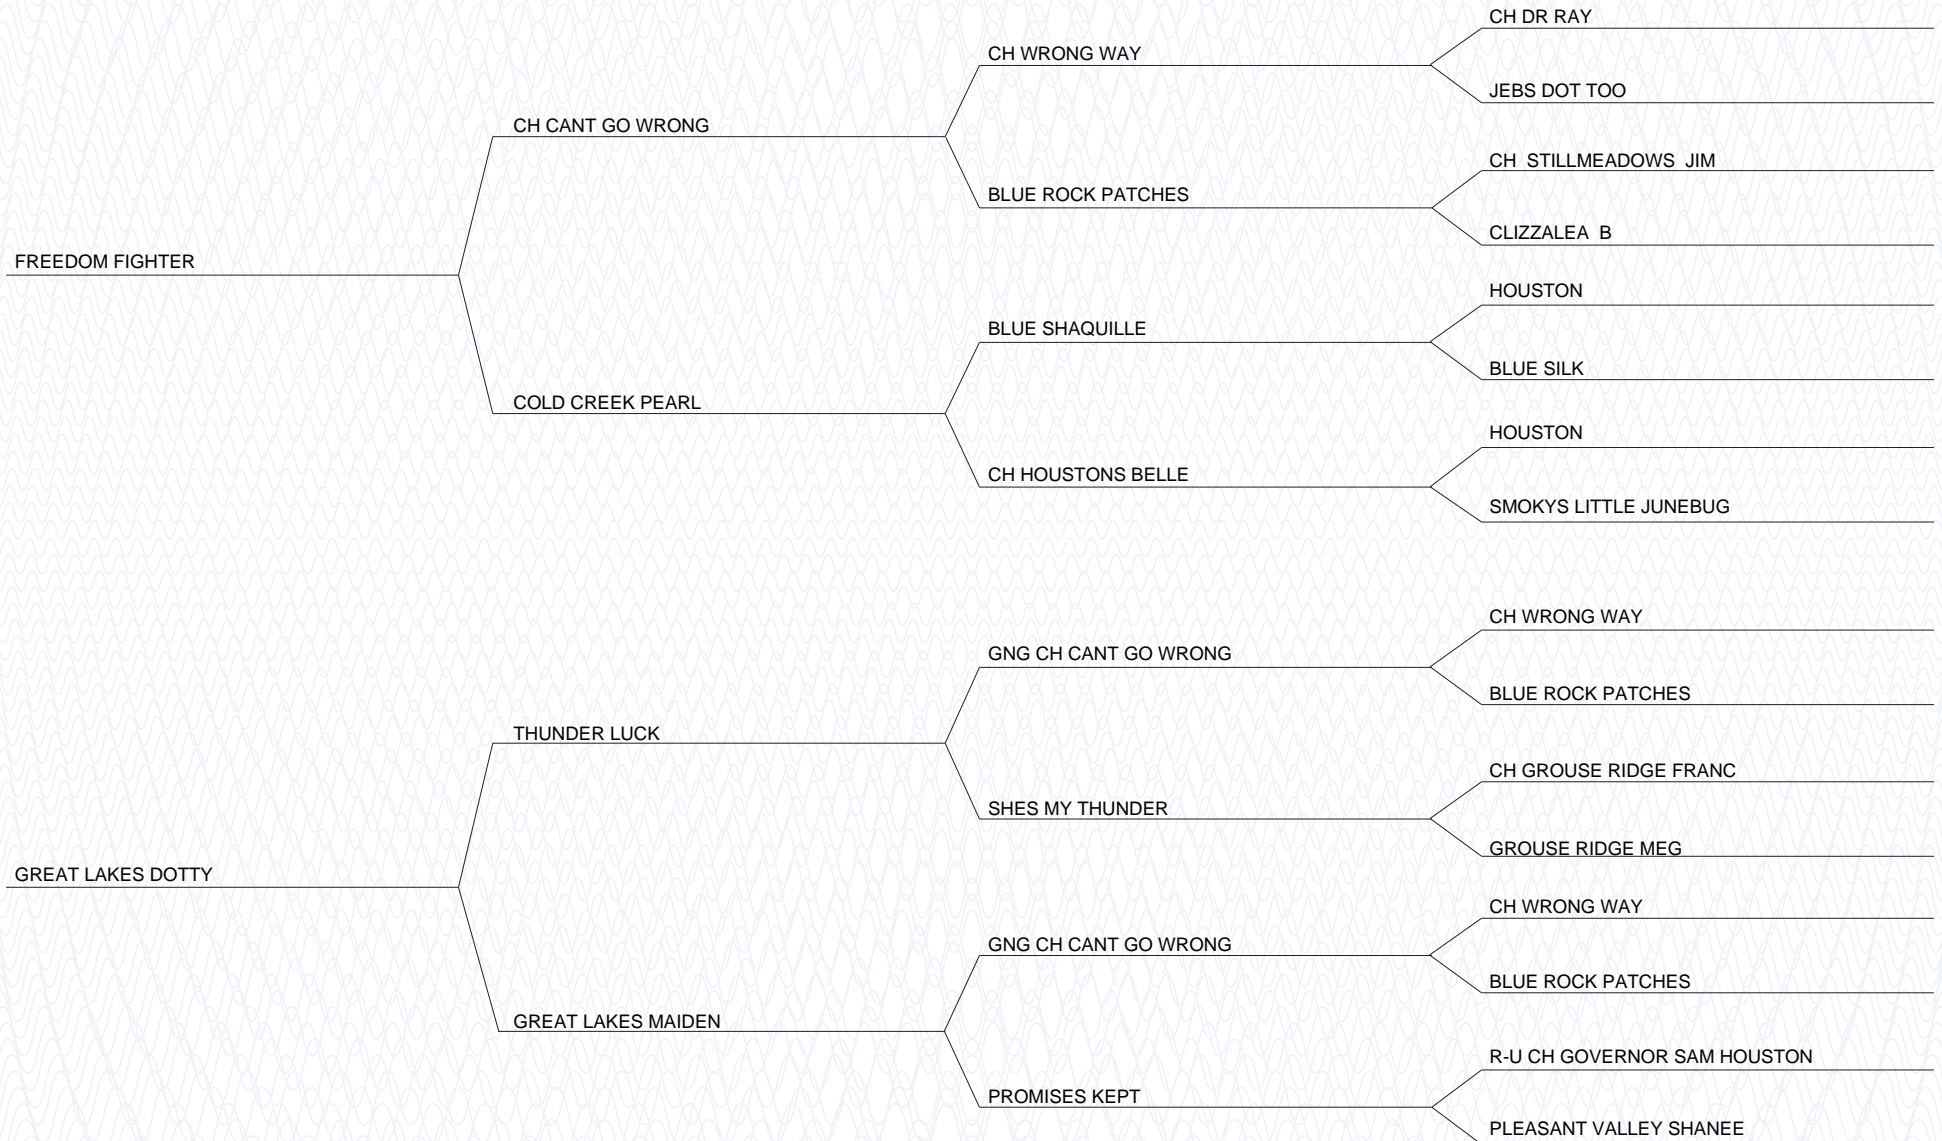 CH DR RAY
CH WRONG WAY
JEBS DOT TOO
CH CANT GO WRONG
CH  STILLMEADOWS  JIM
BLUE ROCK PATCHES
CLIZZALEA  B
FREEDOM FIGHTER
HOUSTON
BLUE SHAQUILLE
BLUE SILK
COLD CREEK PEARL
HOUSTON
CH HOUSTONS BELLE
SMOKYS LITTLE JUNEBUG
CH WRONG WAY
GNG CH CANT GO WRONG
BLUE ROCK PATCHES
THUNDER LUCK
CH GROUSE RIDGE FRANC
SHES MY THUNDER
GROUSE RIDGE MEG
GREAT LAKES DOTTY
CH WRONG WAY
GNG CH CANT GO WRONG
BLUE ROCK PATCHES
GREAT LAKES MAIDEN
R-U CH GOVERNOR SAM HOUSTON
PROMISES KEPT
PLEASANT VALLEY SHANEE